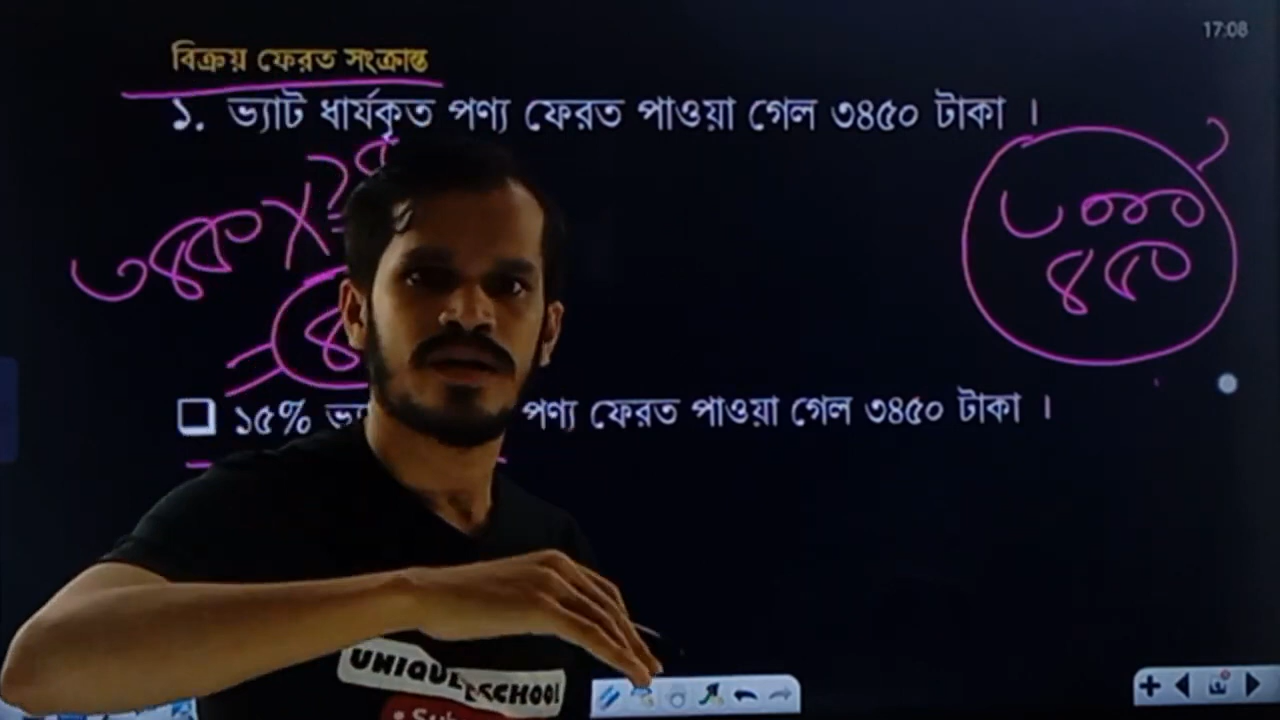 17:08
বিক্রয় ফেরত সংক্রান্ত
১. ভ্যাট ধার্যকৃত পণ্য ফেরত পাওয়া গেল ৩৪৫০ টাকা ।
৩০০০
৪৫০
১৫% পণ্য ফেরত পাওয়া গেল ৩৪৫০ টাকা ।
UNIQUE SCHOOL